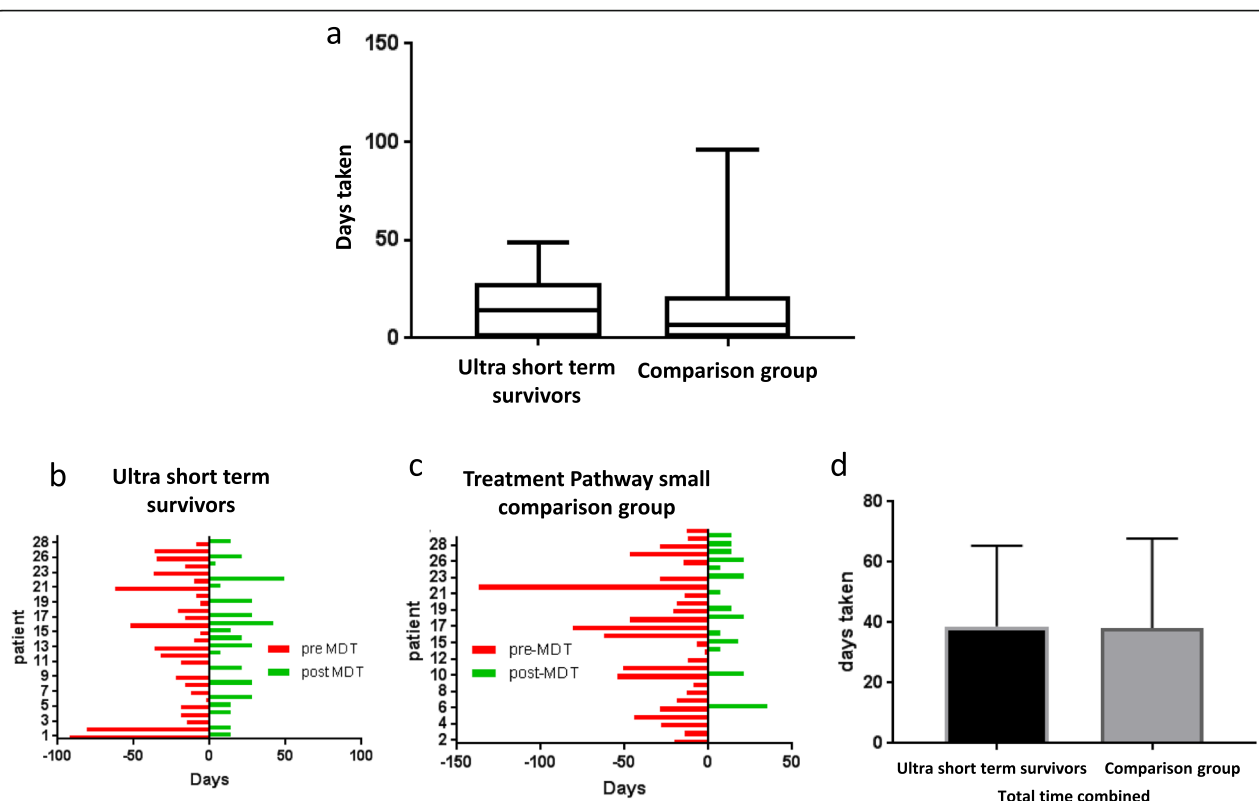 a
150
100
50
0
Days taken
Ultra short term
survivors
Comparison group
b
Ultra short term
survivors
28
26
23
21
19
17
15
13
11
9
7
5
3
1
patient
pre MDT
post MDT
-100
-50
0
50
100
Days
c
Treatment Pathway small
comparison group
28
26
23
21
19
17
15
12
10
8
6
4
2
patient
pre-MDT
post-MDT
-150
-100
-50
0
50
Days
d
80
60
40
20
0
days taken
Ultra short term survivors
Comparison group
Total time combined